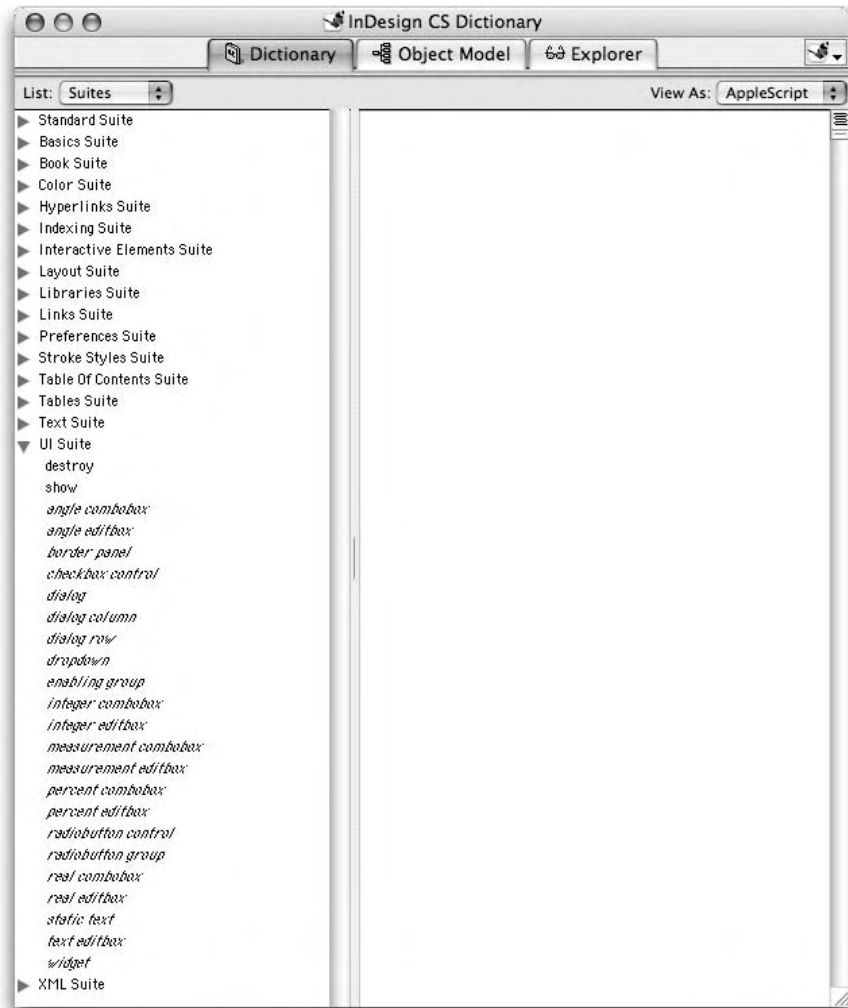 InDesign CS Dictionary
Dictionary Object Model Explorer
List: Suites View As: AppleScript
Standard Suite
Basics Suite
Book Suite
Color Suite
Hyperlinks Suite
Indexing Suite
Interactive Elements Suite
Layout Suite
Libraries Suite
Links Suite
Preferences Suite
Stroke Styles Suite
Table Of Contents Suite
Tables Suite
Text Suite
UI Suite
destroy
show
angle combobox
angle editbox
border panel
checkbox control
dialog
dialog column
dialog row
dropdown
enabling group
integer combobox
integer editbox
measurement combobox
measurement editbox
percent combobox
percent editbox
radiobutton control
radiobutton group
real combobox
real editbox
static text
text editbox
widget
XML Suite